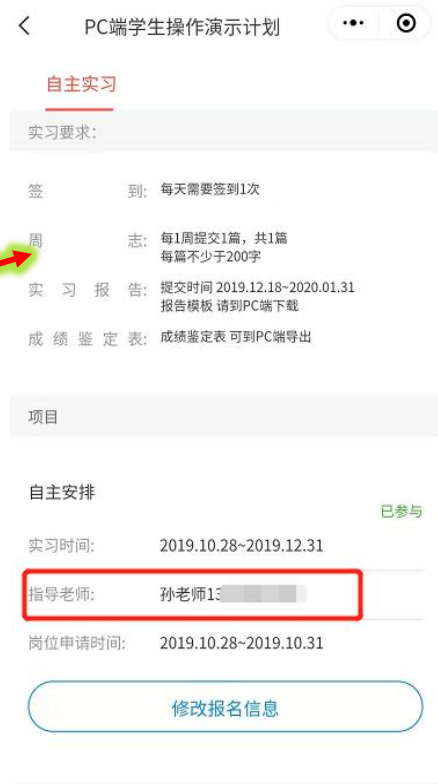 PC端学生操作演示计划
自主实习
实习要求:
签到: 每天需要签到1次
周志: 每1周提交1篇，共1篇
每篇不少于200字
实习报告: 提交时间 2019.12.18~2020.01.31
报告模板 请到PC端下载
成绩鉴定表: 成绩鉴定表 可到PC端导出
项目
自主安排
已参与
实习时间: 2019.10.28~2019.12.31
指导老师: 孙老师13
岗位申请时间: 2019.10.28~2019.10.31
修改报名信息